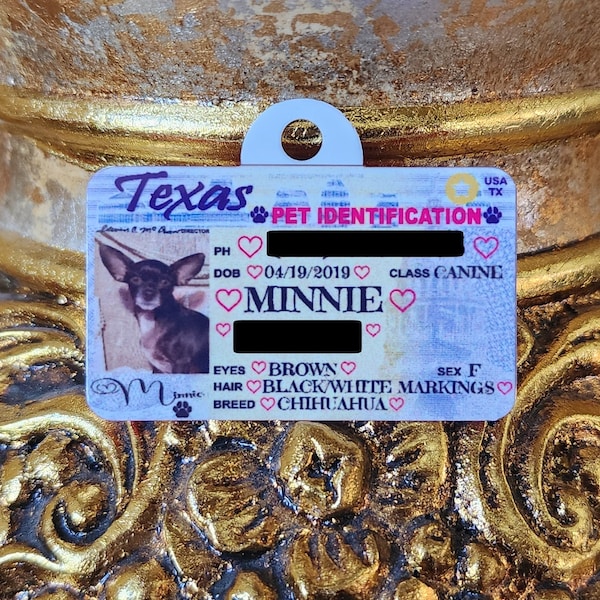 Texas
USA
TX
PET IDENTIFICATION
DIRECTOR
PH
DOB 04/19/2019 CLASS CANINE
MINNIE
EYES BROWN SEX F
HAIR BLACK/WHITE MARKINGS
BREED CHIHUAHUA
M Minnie